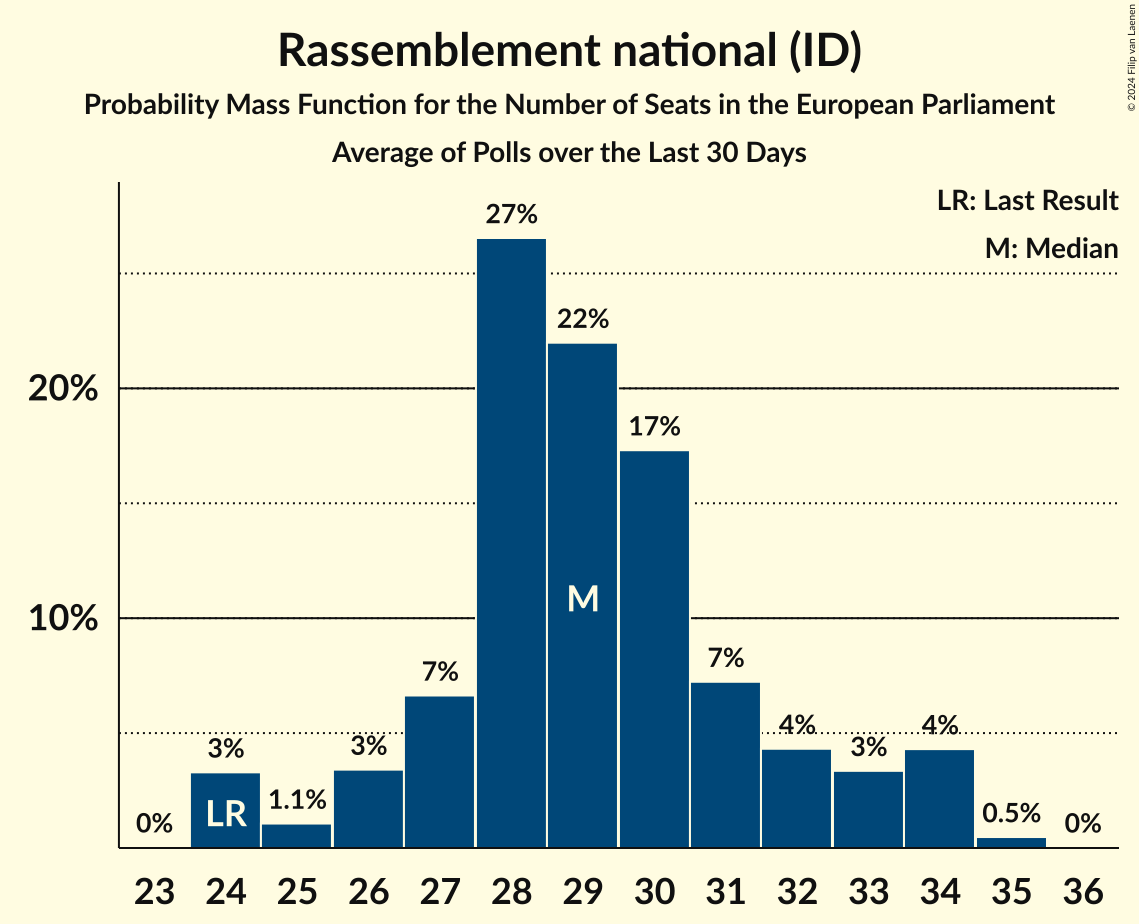 Rassemblement national (ID)
Probability Mass Function for the Number of Seats in the European Parliament
Average of Polls over the Last 30 Days
© 2024 Filip van Laenen
LR: Last Result
M: Median
27%
22%
20%
17%
M
10%
7%
7%
4%
4%
3%
3%
3%
LR
1.1%
0.5%
0%
0%
23 24 25 26 27 28 29 30 31 32 33 34 35 36